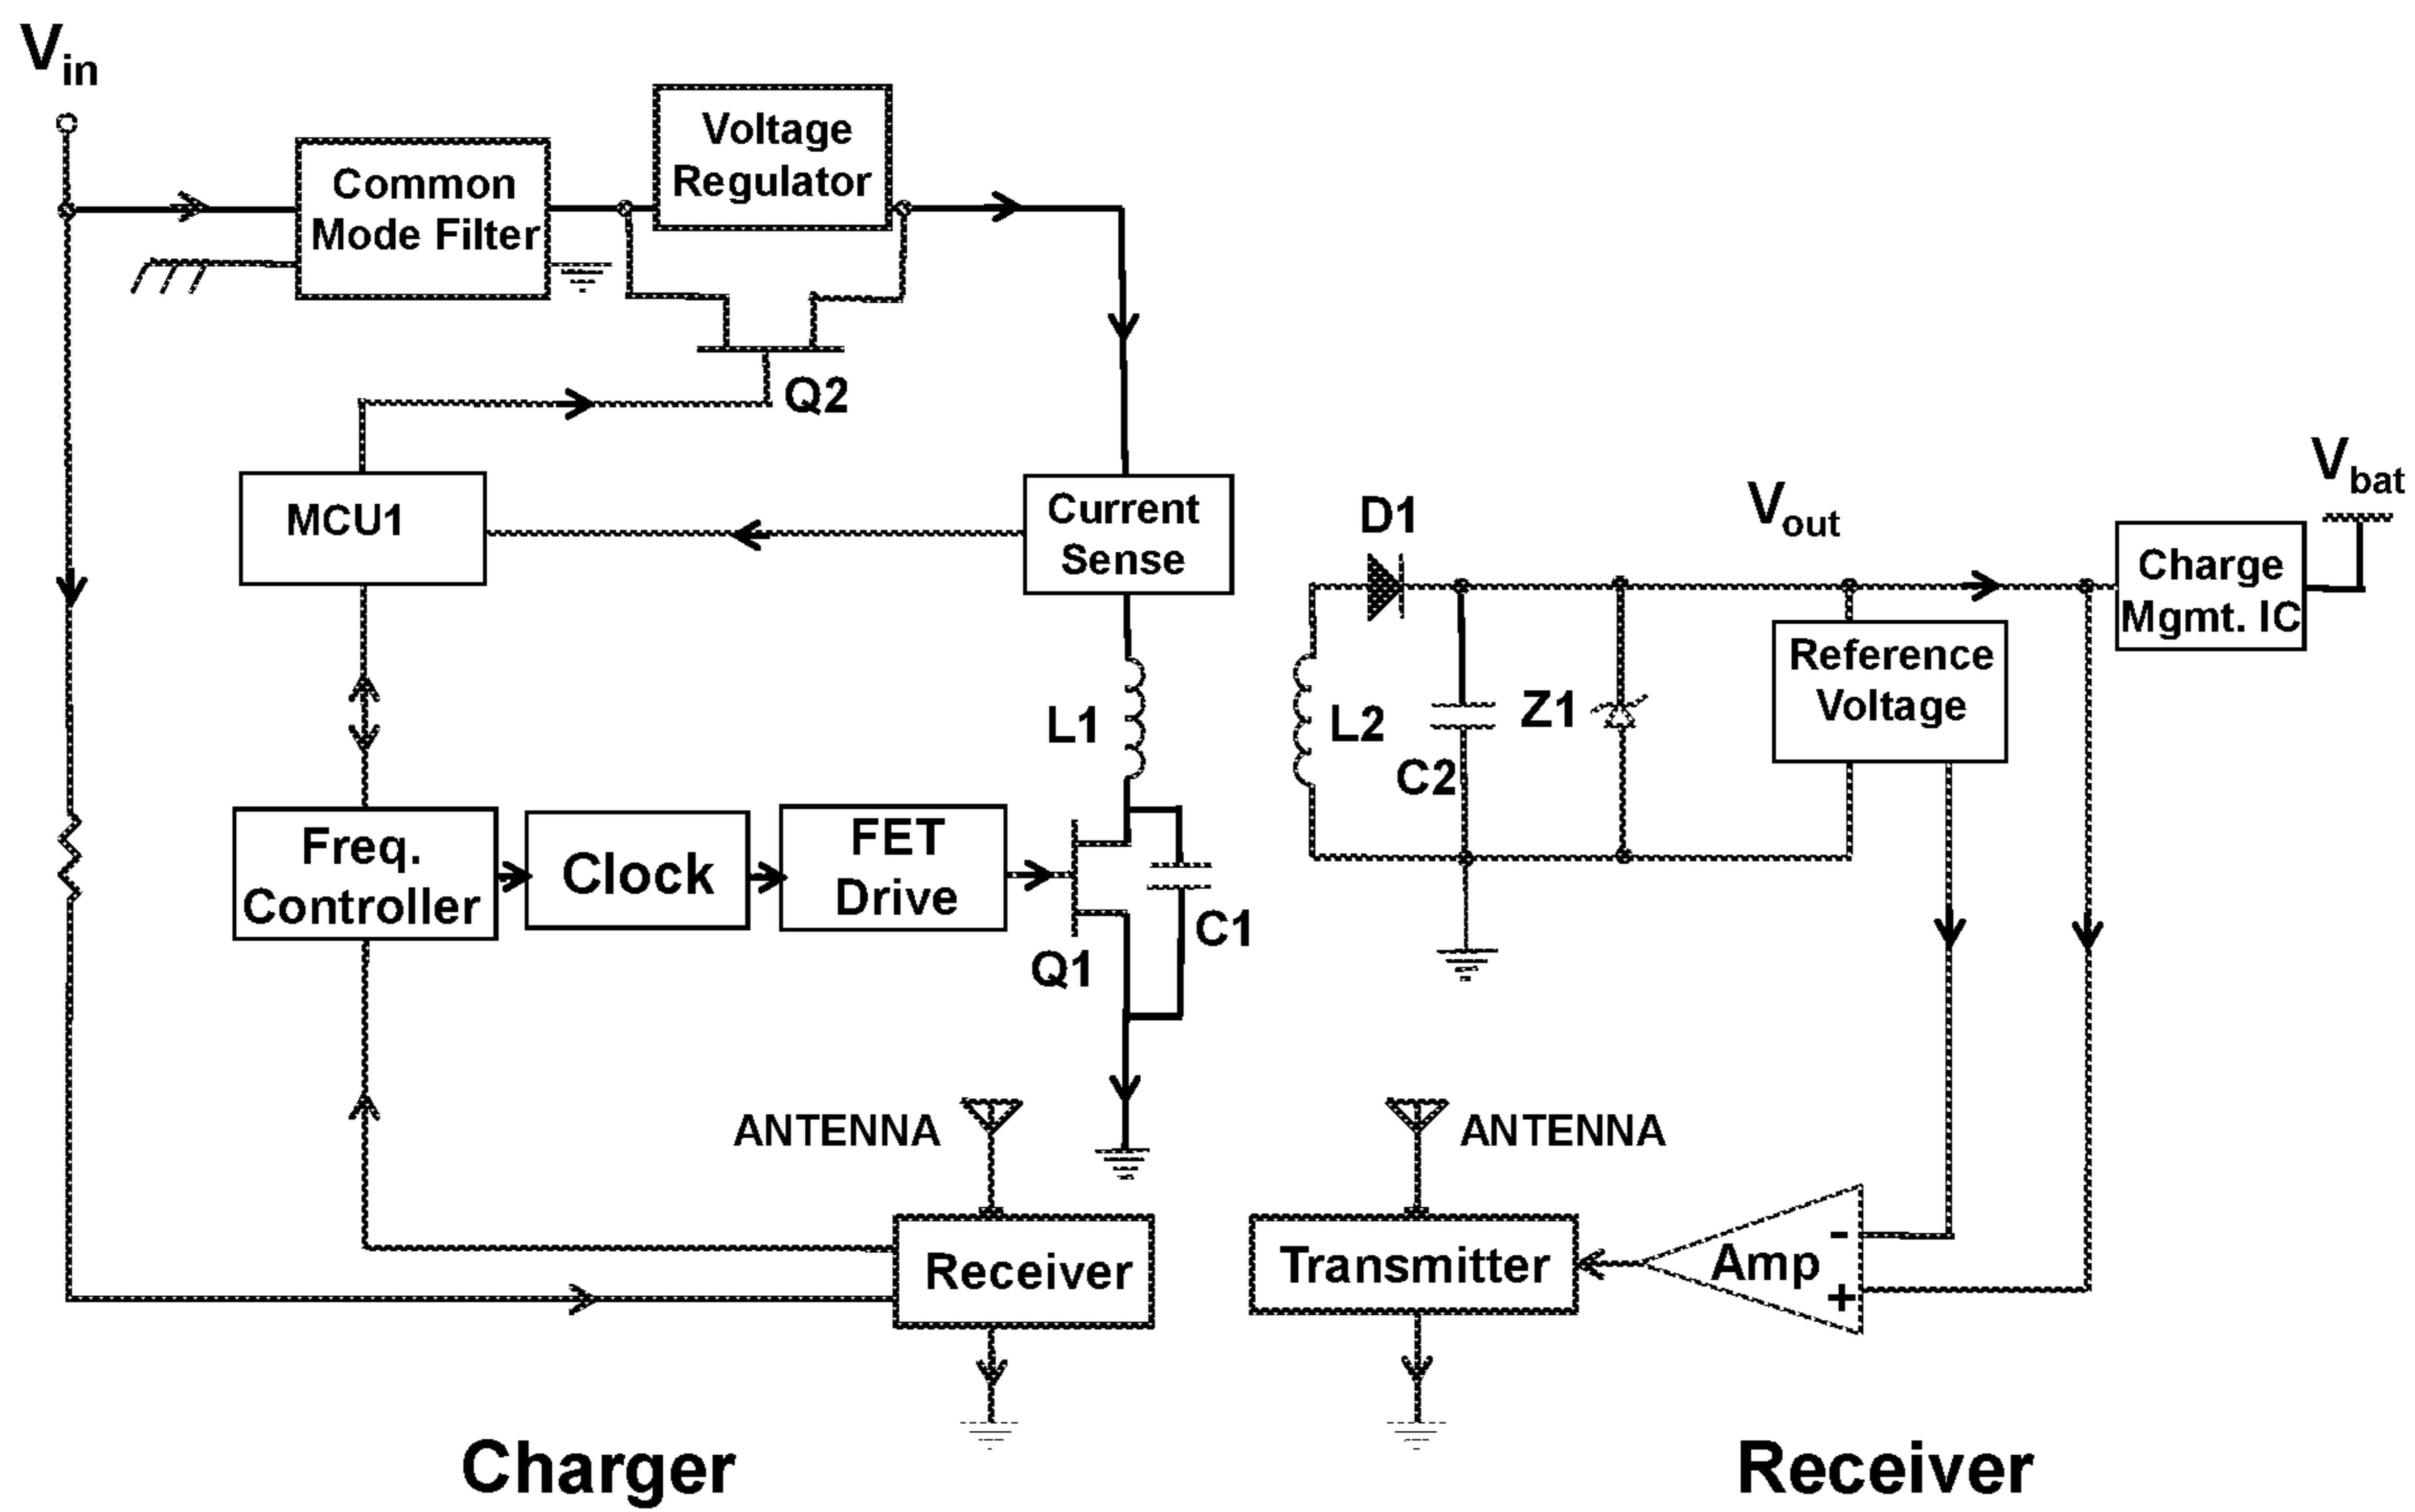 Vin
Common
Mode Filter
Voltage
Regulator
Q2
MCU1
Current
Sense
L1
Freq.
Controller
Clock
FET
Drive
Q1
C1
ANTENNA
Receiver
Charger
D1
L2
C2
Z1
Vout
Reference
Voltage
Charge
Mgmt. IC
Vbat
ANTENNA
Transmitter
Amp
-
+
Receiver